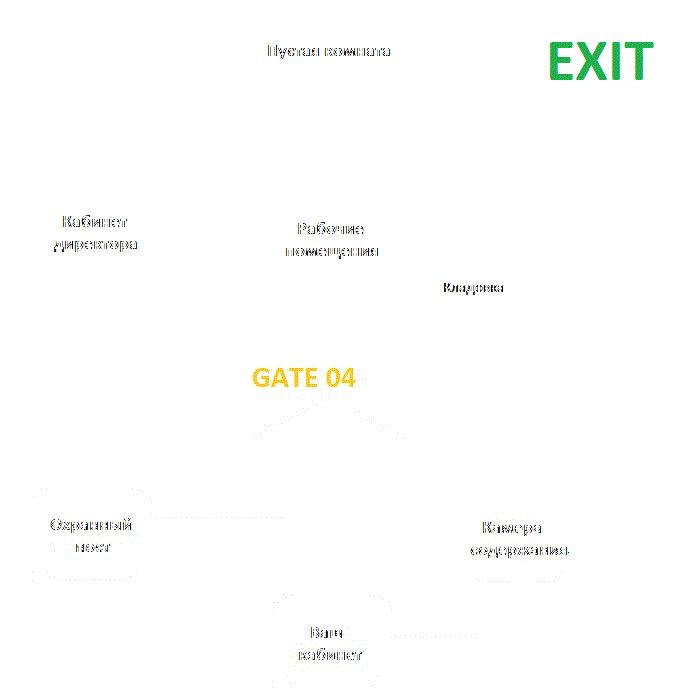 Пустая комната
EXIT
Кабинет
директора
Рабочие
помещения
Кладовка
GATE 04
Охранный
пост
Камера
содержания
Ваш
кабинет